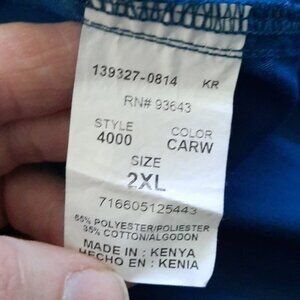 139327-0814 KR
RN# 93643
STYLE COLOR
4000 CARW
SIZE
2XL
716605125443
65% POLYESTER/POLIESTER
35% COTTON/ALGODON
MADE IN : KENYA
HECHO EN : KENIA